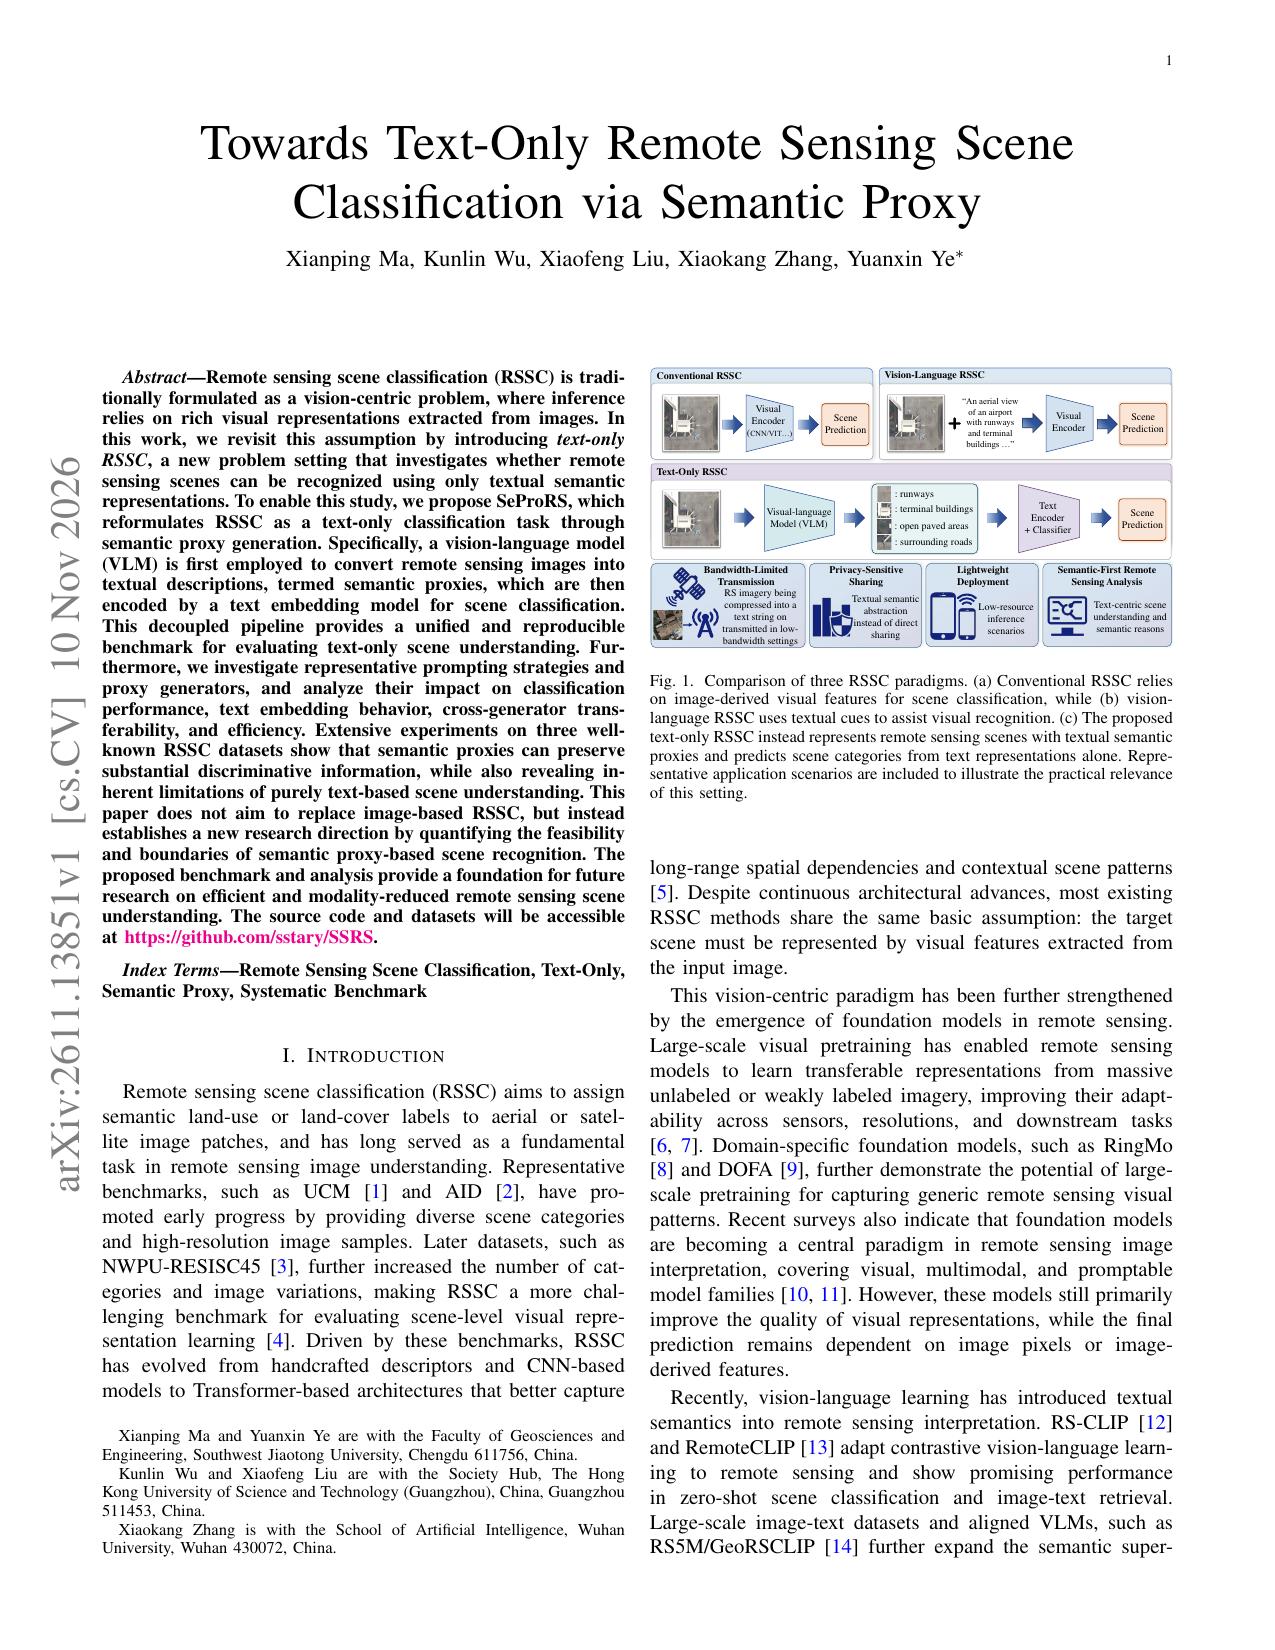 1
Towards Text-Only Remote Sensing Scene
Classification via Semantic Proxy
Xianping Ma, Kunlin Wu, Xiaofeng Liu, Xiaokang Zhang, Yuanxin Ye*
arXiv:2611.13851v1 [cs.CV] 10 Nov 2026
Abstract—Remote sensing scene classification (RSSC) is tradi-
tionally formulated as a vision-centric problem, where inference
relies on rich visual representations extracted from images. In
this work, we revisit this assumption by introducing text-only
RSSC, a new problem setting that investigates whether remote
sensing scenes can be recognized using only textual semantic
representations. To enable this study, we propose SeProRS, which
reformulates RSSC as a text-only classification task through
semantic proxy generation. Specifically, a vision-language model
(VLM) is first employed to convert remote sensing images into
textual descriptions, termed semantic proxies, which are then
encoded by a text embedding model for scene classification.
This decoupled pipeline provides a unified and reproducible
benchmark for evaluating text-only scene understanding. Fur-
thermore, we investigate representative prompting strategies and
proxy generators, and analyze their impact on classification
performance, text embedding behavior, cross-generator trans-
ferability, and efficiency. Extensive experiments on three well-
known RSSC datasets show that semantic proxies can preserve
substantial discriminative information, while also revealing in-
herent limitations of purely text-based scene understanding. This
paper does not aim to replace image-based RSSC, but instead
establishes a new research direction by quantifying the feasibility
and boundaries of semantic proxy-based scene recognition. The
proposed benchmark and analysis provide a foundation for future
research on efficient and modality-reduced remote sensing scene
understanding. The source code and datasets will be accessible
at https://github.com/sstary/SSRS.
Index Terms—Remote Sensing Scene Classification, Text-Only,
Semantic Proxy, Systematic Benchmark
I. INTRODUCTION
Remote sensing scene classification (RSSC) aims to assign
semantic land-use or land-cover labels to aerial or satel-
lite image patches, and has long served as a fundamental
task in remote sensing image understanding. Representative
benchmarks, such as UCM [1] and AID [2], have pro-
moted early progress by providing diverse scene categories
and high-resolution image samples. Later datasets, such as
NWPU-RESISC45 [3], further increased the number of cat-
egories and image variations, making RSSC a more chal-
lenging benchmark for evaluating scene-level visual repre-
sentation learning [4]. Driven by these benchmarks, RSSC
has evolved from handcrafted descriptors and CNN-based
models to Transformer-based architectures that better capture
Xianping Ma and Yuanxin Ye are with the Faculty of Geosciences and
Engineering, Southwest Jiaotong University, Chengdu 611756, China.
Kunlin Wu and Xiaofeng Liu are with the Society Hub, The Hong
Kong University of Science and Technology (Guangzhou), China, Guangzhou
511453, China.
Xiaokang Zhang is with the School of Artificial Intelligence, Wuhan
University, Wuhan 430072, China.
Conventional RSSC
Visual
Encoder
(CNN/VIT…)
Scene
Prediction
Vision-Language RSSC
+
“An aerial view
of an airport
with runways
and terminal
buildings …”
Visual
Encoder
Scene
Prediction
Text-Only RSSC
Visual-language
Model (VLM)
: runways
: terminal buildings
: open paved areas
: surrounding roads
Text
Encoder
+ Classifier
Scene
Prediction
Bandwidth-Limited
Transmission
RS imagery being
compressed into a
text string on
transmitted in low-
bandwidth settings
Privacy-Sensitive
Sharing
Textual semantic
abstraction
instead of direct
sharing
Lightweight
Deployment
Low-resource
inference
scenarios
Semantic-First Remote
Sensing Analysis
Text-centric scene
understanding and
semantic reasons
Fig. 1. Comparison of three RSSC paradigms. (a) Conventional RSSC relies
on image-derived visual features for scene classification, while (b) vision-
language RSSC uses textual cues to assist visual recognition. (c) The proposed
text-only RSSC instead represents remote sensing scenes with textual semantic
proxies and predicts scene categories from text representations alone. Repre-
sentative application scenarios are included to illustrate the practical relevance
of this setting.
long-range spatial dependencies and contextual scene patterns
[5]. Despite continuous architectural advances, most existing
RSSC methods share the same basic assumption: the target
scene must be represented by visual features extracted from
the input image.
This vision-centric paradigm has been further strengthened
by the emergence of foundation models in remote sensing.
Large-scale visual pretraining has enabled remote sensing
models to learn transferable representations from massive
unlabeled or weakly labeled imagery, improving their adapt-
ability across sensors, resolutions, and downstream tasks
[6, 7]. Domain-specific foundation models, such as RingMo
[8] and DOFA [9], further demonstrate the potential of large-
scale pretraining for capturing generic remote sensing visual
patterns. Recent surveys also indicate that foundation models
are becoming a central paradigm in remote sensing image
interpretation, covering visual, multimodal, and promptable
model families [10, 11]. However, these models still primarily
improve the quality of visual representations, while the final
prediction remains dependent on image pixels or image-
derived features.
Recently, vision-language learning has introduced textual
semantics into remote sensing interpretation. RS-CLIP [12]
and RemoteCLIP [13] adapt contrastive vision-language learn-
ing to remote sensing and show promising performance
in zero-shot scene classification and image-text retrieval.
Large-scale image-text datasets and aligned VLMs, such as
RS5M/GeoRSCLIP [14] further expand the semantic super-